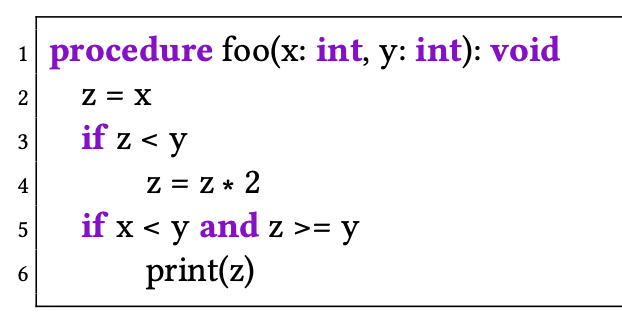 1 procedure foo(x: int, y: int): void
2 z = x
3 if z < y
4 z = z * 2
5 if x < y and z >= y
6 print(z)